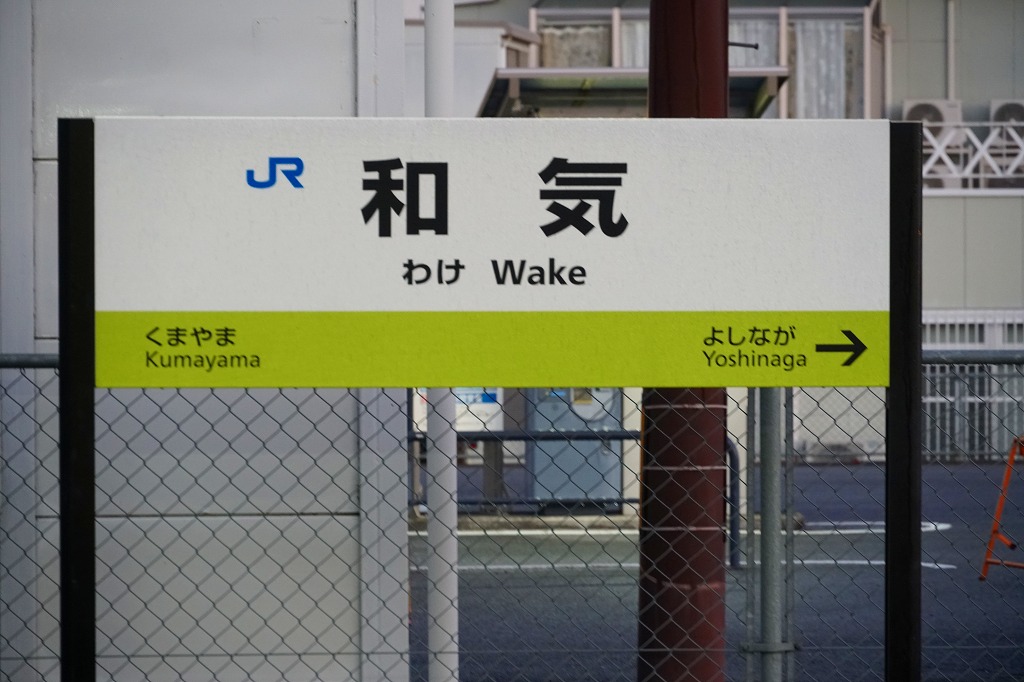 JR 和気
わけ Wake
くまやま
Kumayama
よしなが
Yoshinaga →